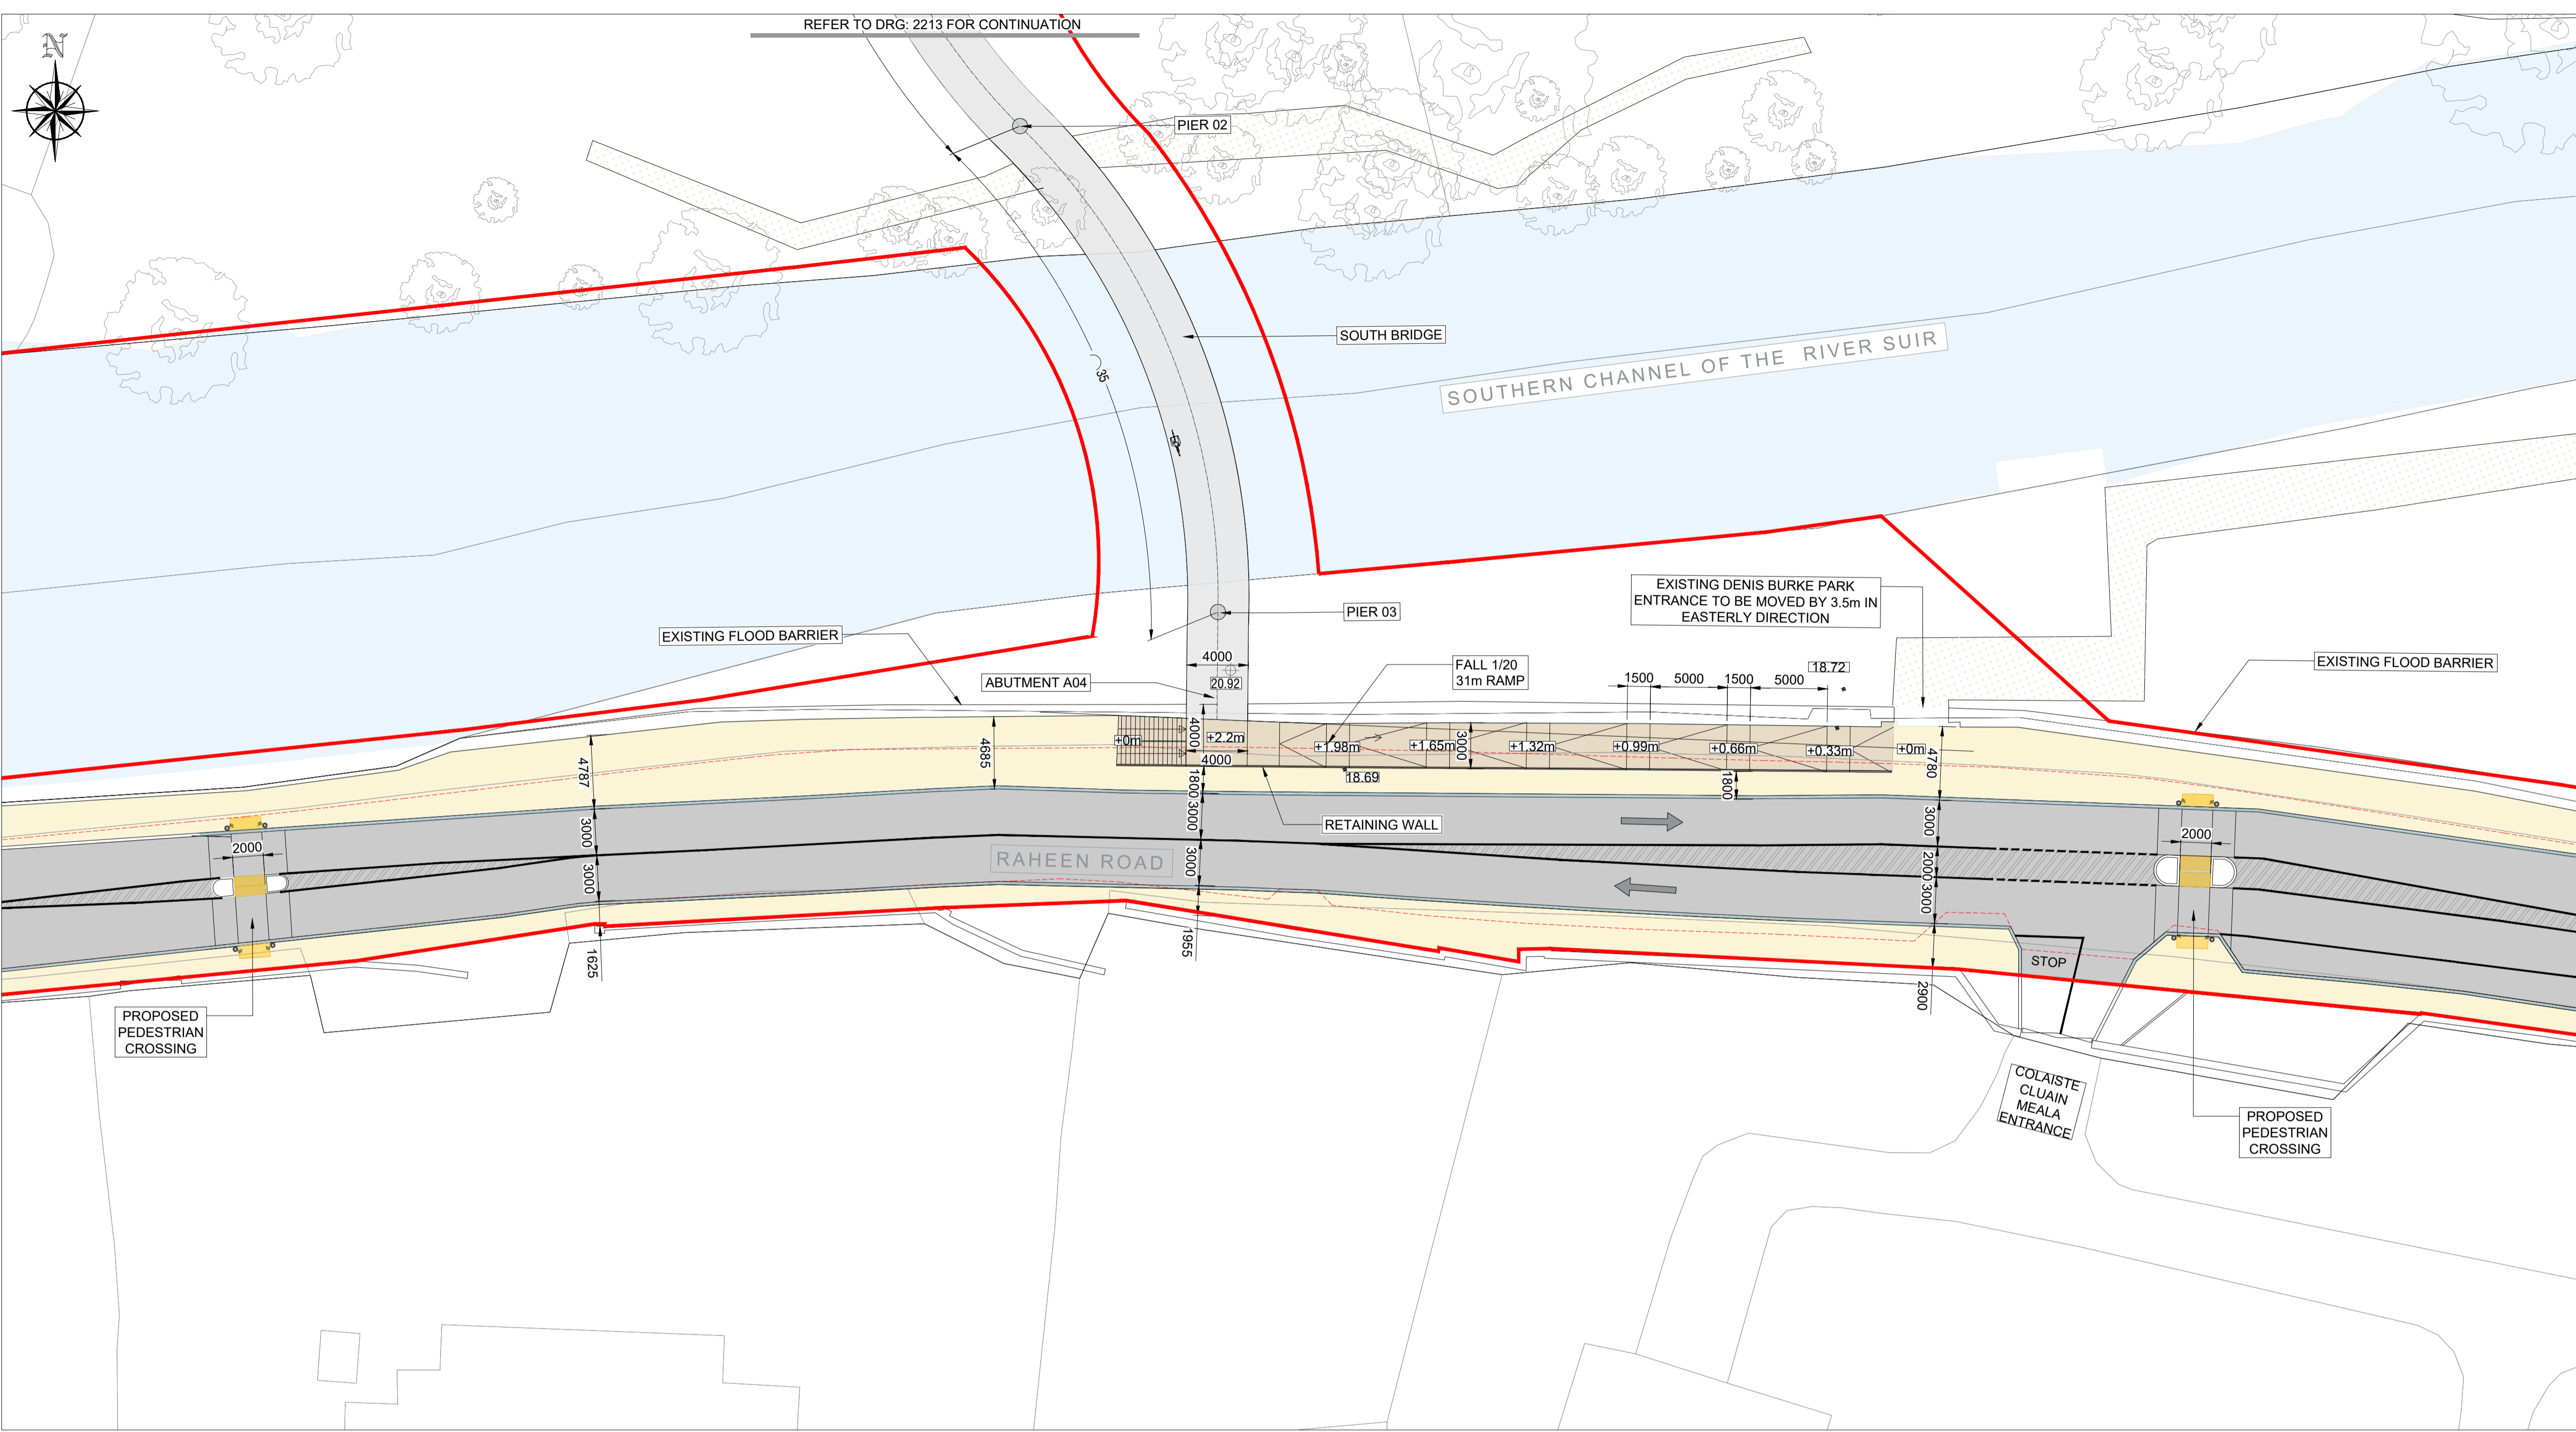 REFER TO DRG: 2213 FOR CONTINUATION
N
PIER 02
SOUTH BRIDGE
35
SOUTHERN CHANNEL OF THE RIVER SUIR
EXISTING DENIS BURKE PARK
ENTRANCE TO BE MOVED BY 3.5m IN
EASTERLY DIRECTION
PIER 03
EXISTING FLOOD BARRIER
4000
FALL 1/20
31m RAMP
18.72
EXISTING FLOOD BARRIER
ABUTMENT A04
20.92
1500
5000
1500
5000
4787
4685
+0m
4000
+2.2m
4000
+1.98m
+1.65m
3000
+1.32m
+0.99m
+0.66m
+0.33m
+0m
4780
18.69
1800
1800
3000
3000
RETAINING WALL
3000
2000
2000
3000
RAHEEN ROAD
3000
2000
3000
1625
1955
2900
STOP
PROPOSED
PEDESTRIAN
CROSSING
COLAISTE
CLUAIN
MEALA
ENTRANCE
PROPOSED
PEDESTRIAN
CROSSING